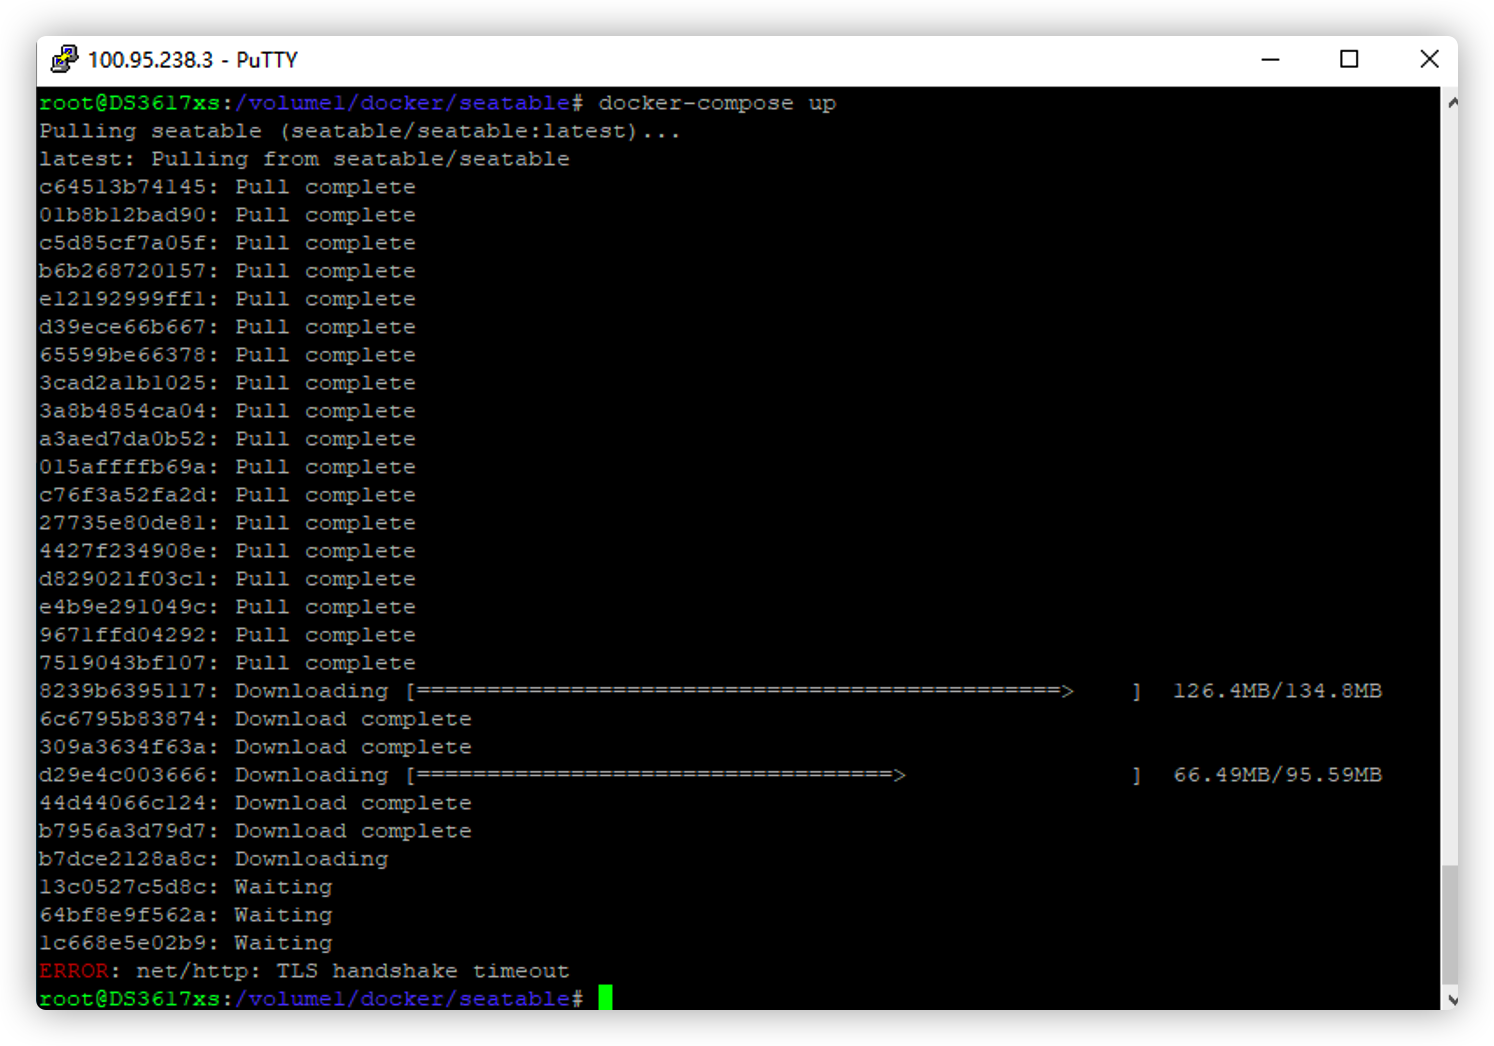 100.95.238.3 - PuTTY
root@DS3617xs:/volume1/docker/seatable# docker-compose up
Pulling seatable (seatable/seatable:latest)...
latest: Pulling from seatable/seatable
c64513b74145: Pull complete
01b8b12bad90: Pull complete
c5d85cf7a05f: Pull complete
b6b268720157: Pull complete
e12192999ff1: Pull complete
d39ece66b667: Pull complete
65599be66378: Pull complete
3cad2a1b1025: Pull complete
3a8b4854ca04: Pull complete
a3aed7da0b52: Pull complete
015affffb69a: Pull complete
c76f3a52fa2d: Pull complete
27735e80de81: Pull complete
4427f234908e: Pull complete
d829021f03c1: Pull complete
e4b9e291049c: Pull complete
9671ffd04292: Pull complete
7519043bf107: Pull complete
8239b6395117: Downloading [==============================================>    ]  126.4MB/134.8MB
6c6795b83874: Download complete
309a3634f63a: Download complete
d29e4c003666: Downloading [==================================>                ]  66.49MB/95.59MB
44d44066c124: Download complete
b7956a3d79d7: Download complete
b7dce2128a8c: Downloading
13c0527c5d8c: Waiting
64bf8e9f562a: Waiting
1c668e5e02b9: Waiting
ERROR: net/http: TLS handshake timeout
root@DS3617xs:/volume1/docker/seatable#